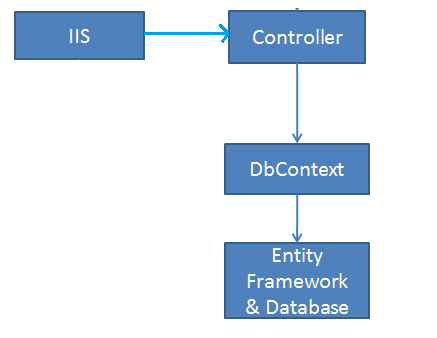 IIS
Controller
DbContext
Entity
Framework
& Database